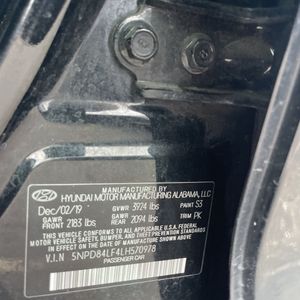 MANUFACTURED BY
HYUNDAI MOTOR MANUFACTURING ALABAMA, LLC
Dec/02/19 GVWR 3924 lbs PAINT S3
FRONT GAWR 2183 lbs REAR GAWR 2094 lbs TRIM PK
THIS VEHICLE CONFORMS TO ALL APPLICABLE U.S.
FEDERAL MOTOR VEHICLE SAFETY, BUMPER, AND
THEFT PREVENTION STANDARDS IN EFFECT ON THE
DATE OF MANUFACTURE SHOWN ABOVE.
V.I.N 5NPD84LF4LH570978
PASSENGER CAR